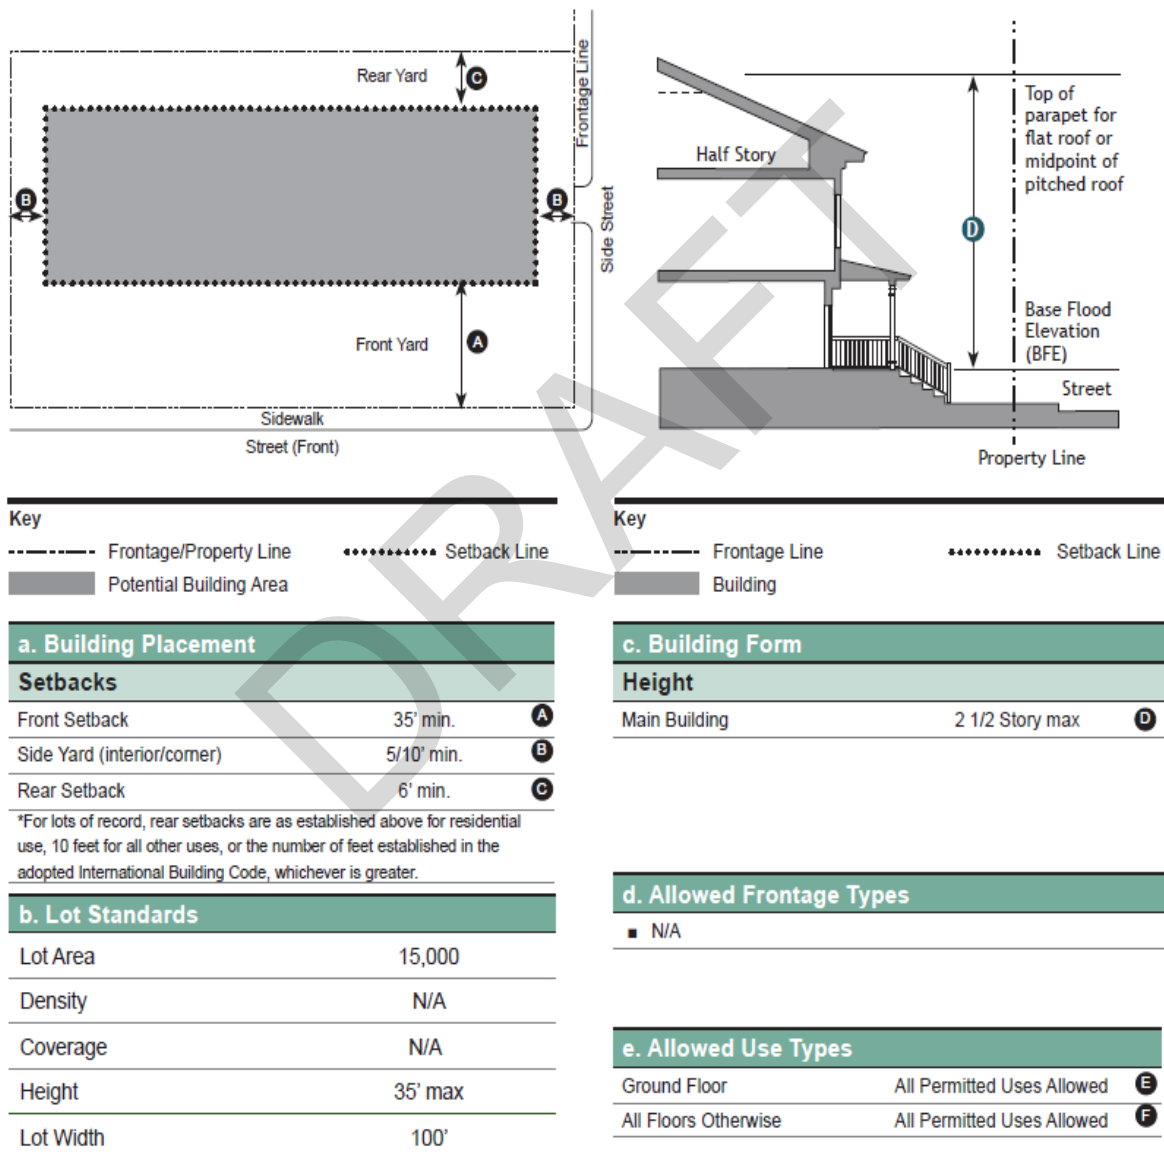 Rear Yard C
Frontage Line
B
B
Side Street
Front Yard A
Sidewalk
Street (Front)
Half Story
Top of
parapet for
flat roof or
midpoint of
pitched roof
D
Base Flood
Elevation
(BFE)
Street
Property Line
DRAFT
Key
Frontage/Property Line Setback Line
Potential Building Area
Key
Frontage Line Setback Line
Building
a. Building Placement
Setbacks
Front Setback 35' min. A
Side Yard (interior/corner) 5/10' min. B
Rear Setback 6' min. C
*For lots of record, rear setbacks are as established above for residential
use, 10 feet for all other uses, or the number of feet established in the
adopted International Building Code, whichever is greater.
b. Lot Standards
Lot Area 15,000
Density N/A
Coverage N/A
Height 35' max
Lot Width 100'
c. Building Form
Height
Main Building 2 1/2 Story max D
d. Allowed Frontage Types
■ N/A
e. Allowed Use Types
Ground Floor All Permitted Uses Allowed E
All Floors Otherwise All Permitted Uses Allowed F